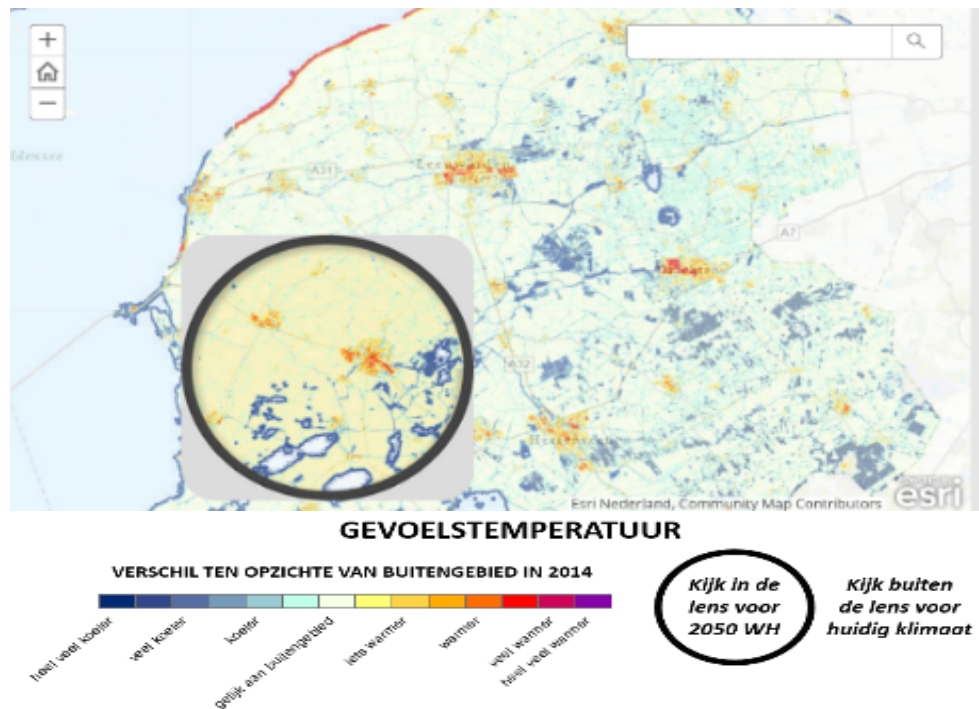 +
−
A31
A7
A32
Esri Nederland, Community Map Contributors
esri
GEVOELSTEMPERATUUR
VERSCHIL TEN OPZICHTE VAN BUITENGEBIED IN 2014
heel veel koeler
veel koeler
koeler
gelijk aan buitengebied
iets warmer
warmer
veel warmer
heel veel warmer
Kijk in de
lens voor
2050 WH
Kijk buiten
de lens voor
huidig klimaat